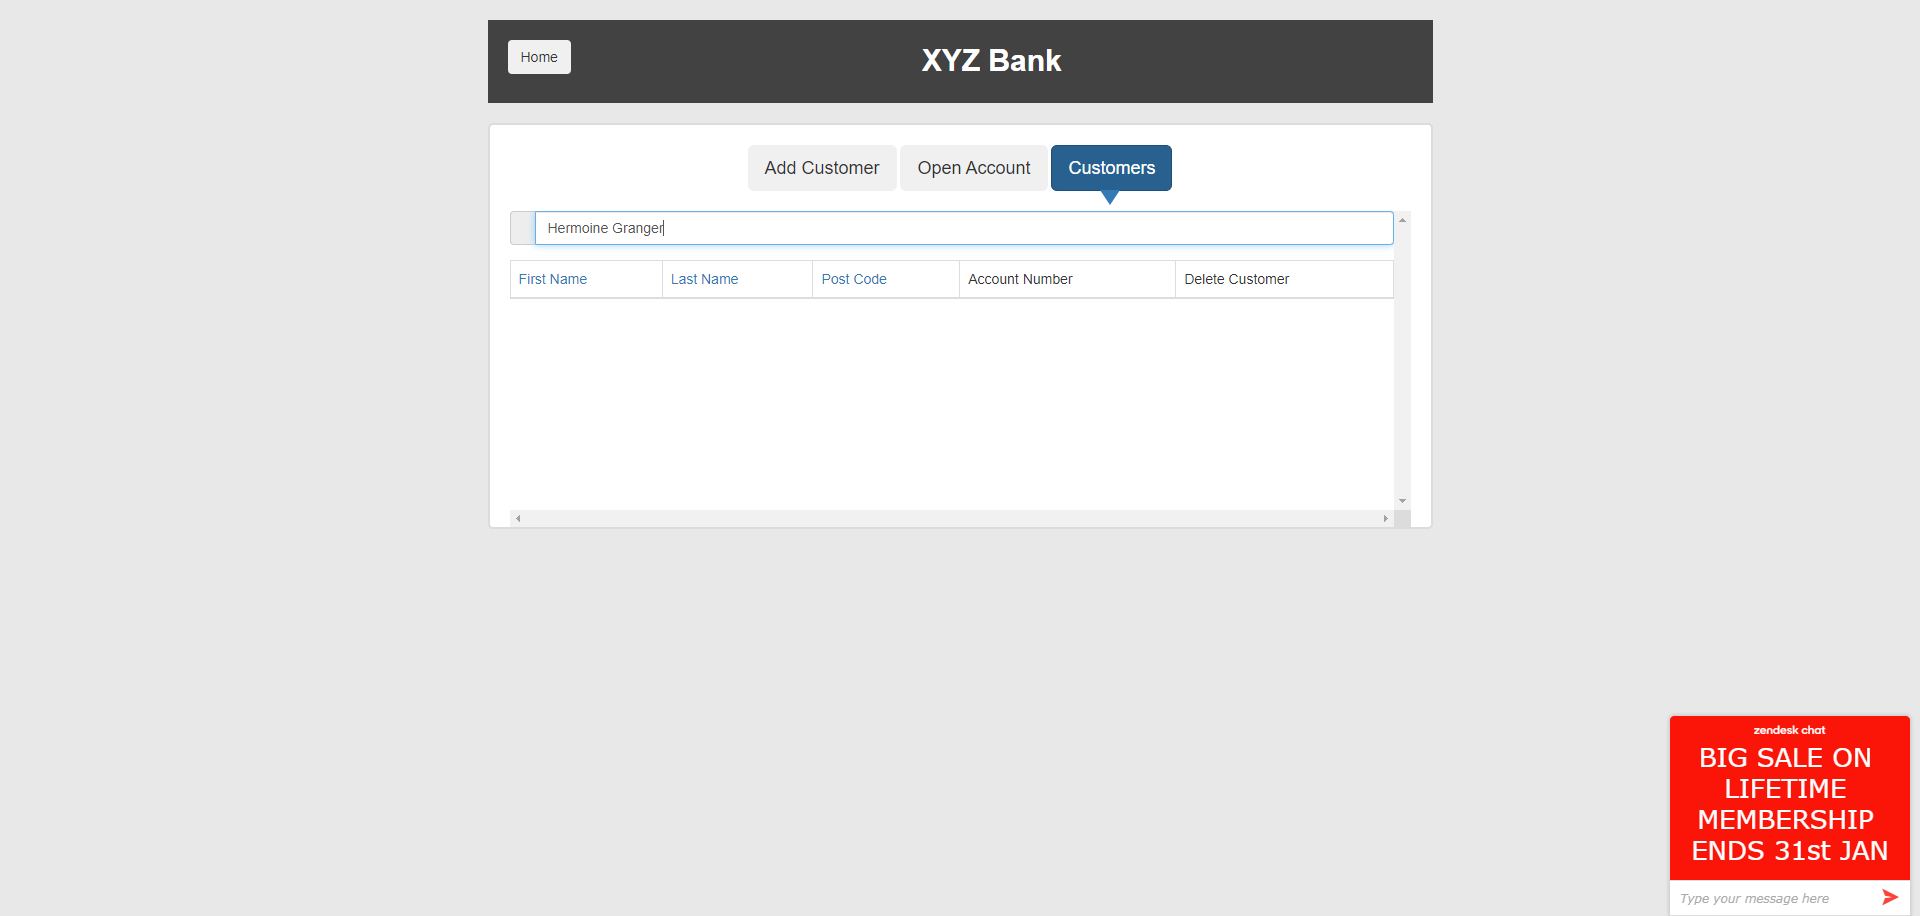 Home
XYZ Bank
Add Customer
Open Account
Customers
Hermoine Granger
First Name
Last Name
Post Code
Account Number
Delete Customer
zendesk chat
BIG SALE ON
LIFETIME
MEMBERSHIP
ENDS 31st JAN
Type your message here